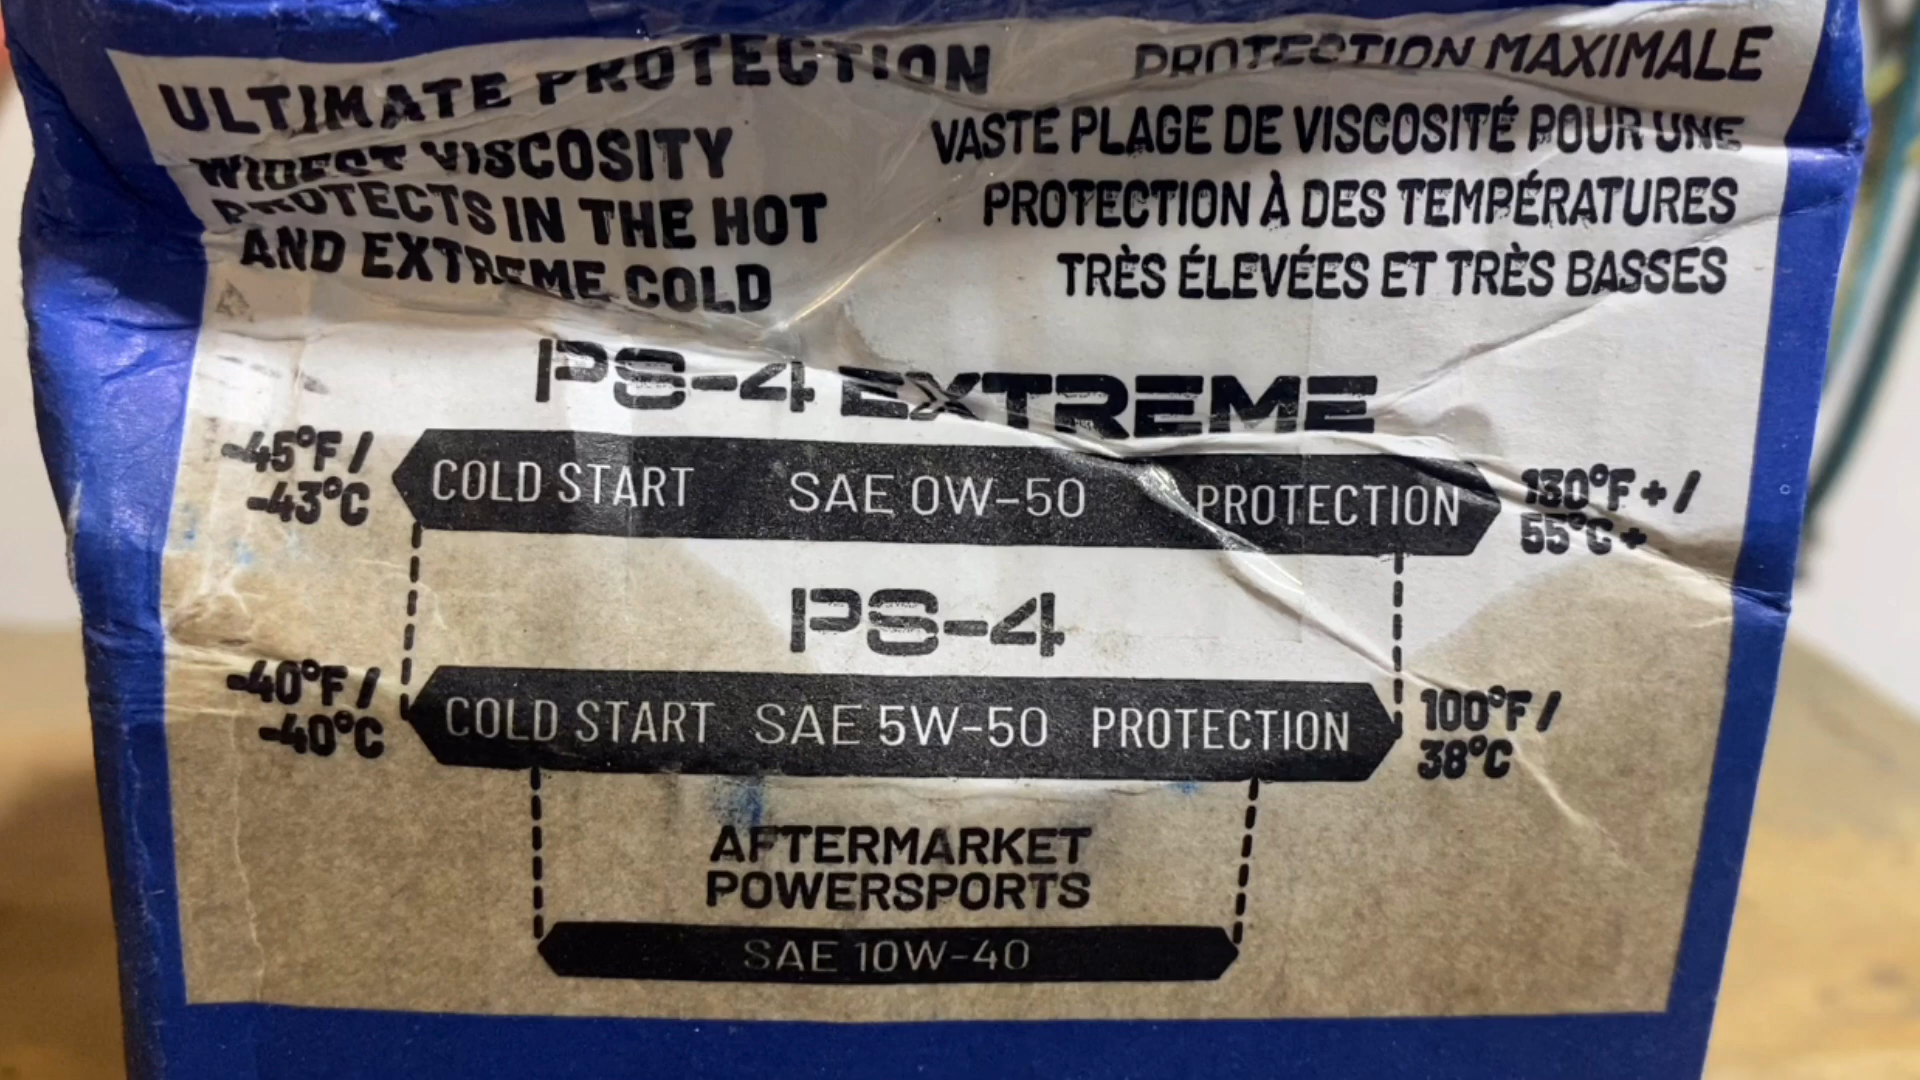 ULTIMATE PROTECTION
WIDEST VISCOSITY
PROTECTS IN THE HOT
AND EXTREME COLD
PROTECTION MAXIMALE
VASTE PLAGE DE VISCOSITÉ POUR UNE
PROTECTION À DES TEMPÉRATURES
TRÈS ÉLEVÉES ET TRÈS BASSES
PS-4 EXTREME
-45°F /
-43°C
COLD START SAE 0W-50 PROTECTION
130°F + /
55°C +
PS-4
-40°F /
-40°C
COLD START SAE 5W-50 PROTECTION
100°F /
38°C
AFTERMARKET
POWERSPORTS
SAE 10W-40